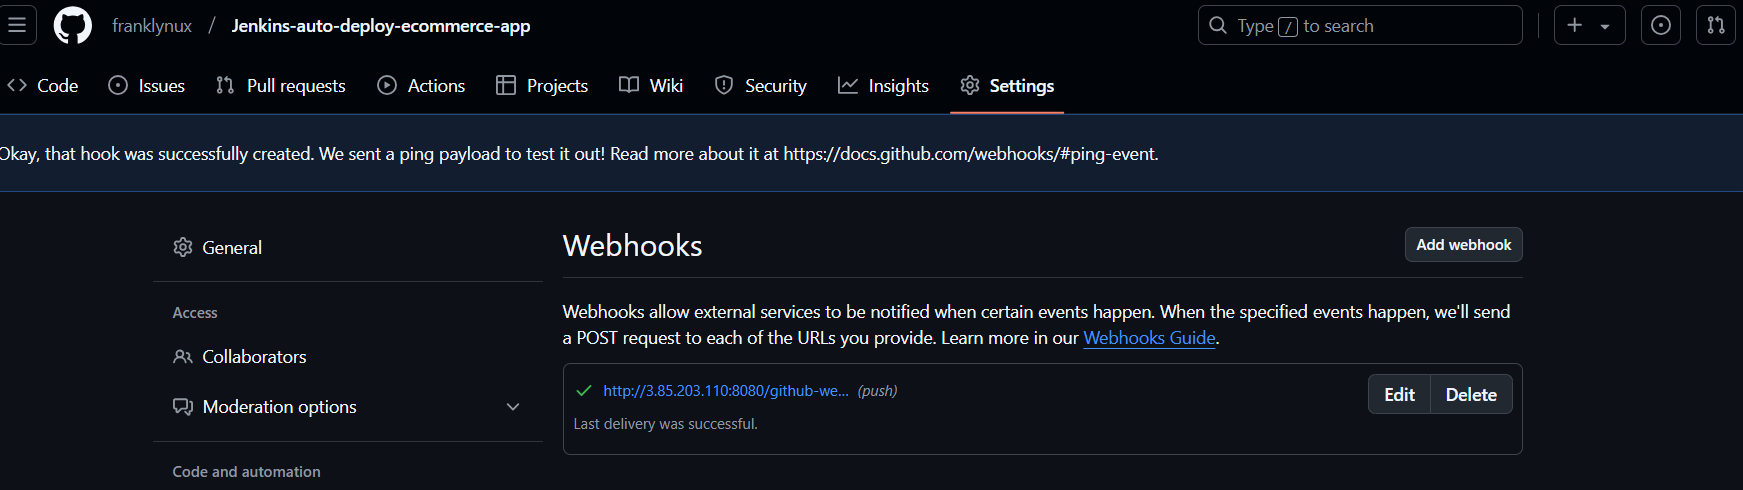 franklynux / Jenkins-auto-deploy-ecommerce-app
Type / to search
Code Issues Pull requests Actions Projects Wiki Security Insights Settings
Okay, that hook was successfully created. We sent a ping payload to test it out! Read more about it at https://docs.github.com/webhooks/#ping-event.
General
Access
Collaborators
Moderation options
Code and automation
Webhooks
Add webhook
Webhooks allow external services to be notified when certain events happen. When the specified events happen, we'll send
a POST request to each of the URLs you provide. Learn more in our Webhooks Guide.
http://3.85.203.110:8080/github-we... (push)
Edit Delete
Last delivery was successful.